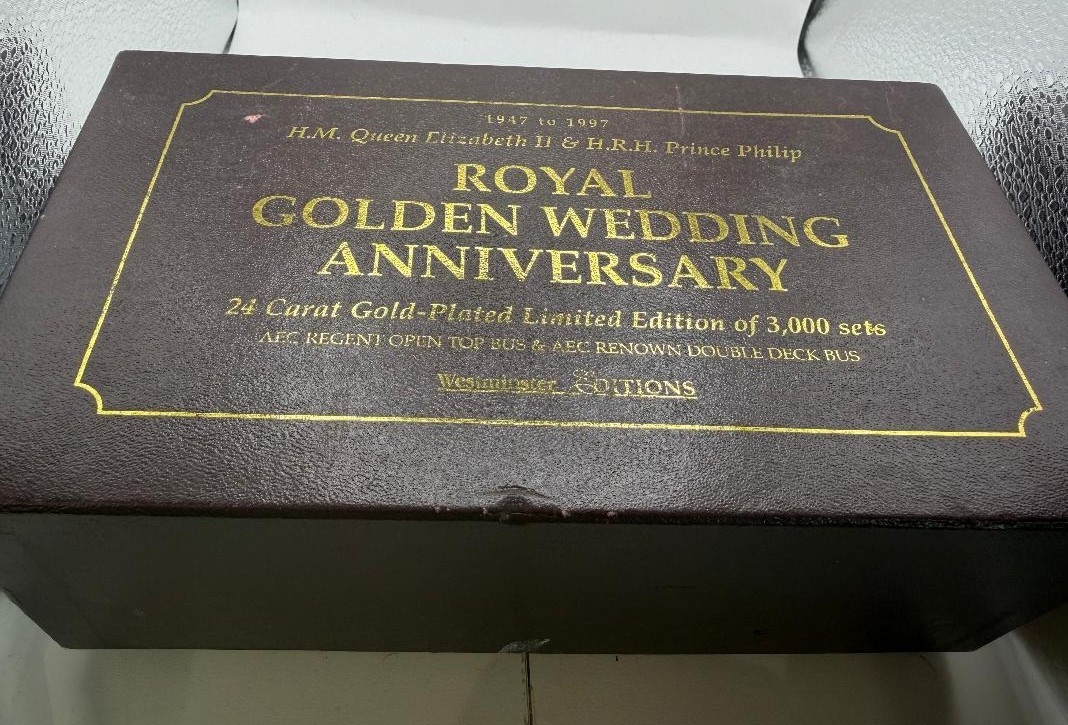 1947 to 1997
H.M. Queen Elizabeth II & H.R.H. Prince Philip
ROYAL
GOLDEN WEDDING
ANNIVERSARY
24 Carat Gold-Plated Limited Edition of 3,000 sets
AEC REGENT OPEN TOP BUS & AEC RENOWN DOUBLE DECK BUS
Westminster EDITIONS